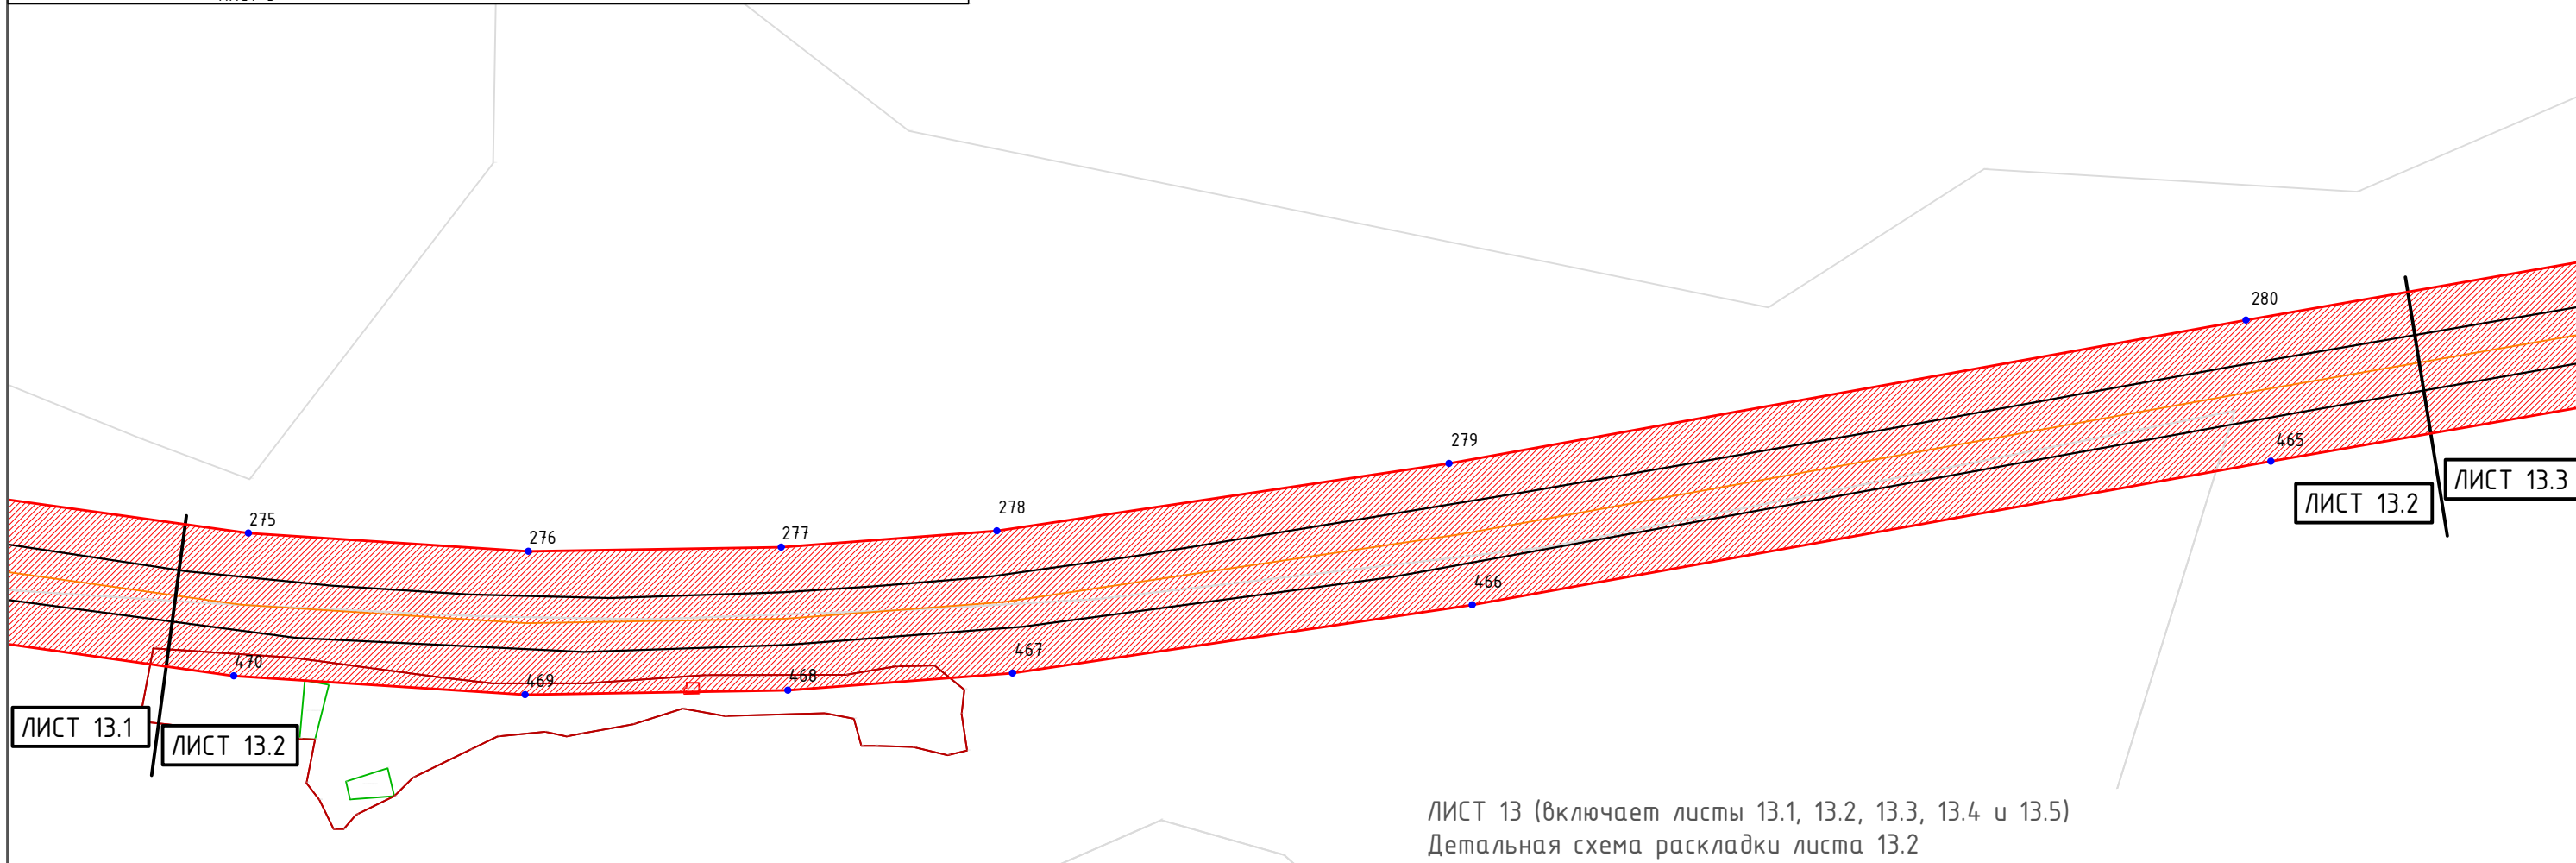 280
279
465
ЛИСТ 13.3
ЛИСТ 13.2
278
275
277
276
466
467
470
468
469
ЛИСТ 13.1
ЛИСТ 13.2
ЛИСТ 13 (включает листы 13.1, 13.2, 13.3, 13.4 и 13.5)
Детальная схема раскладки листа 13.2